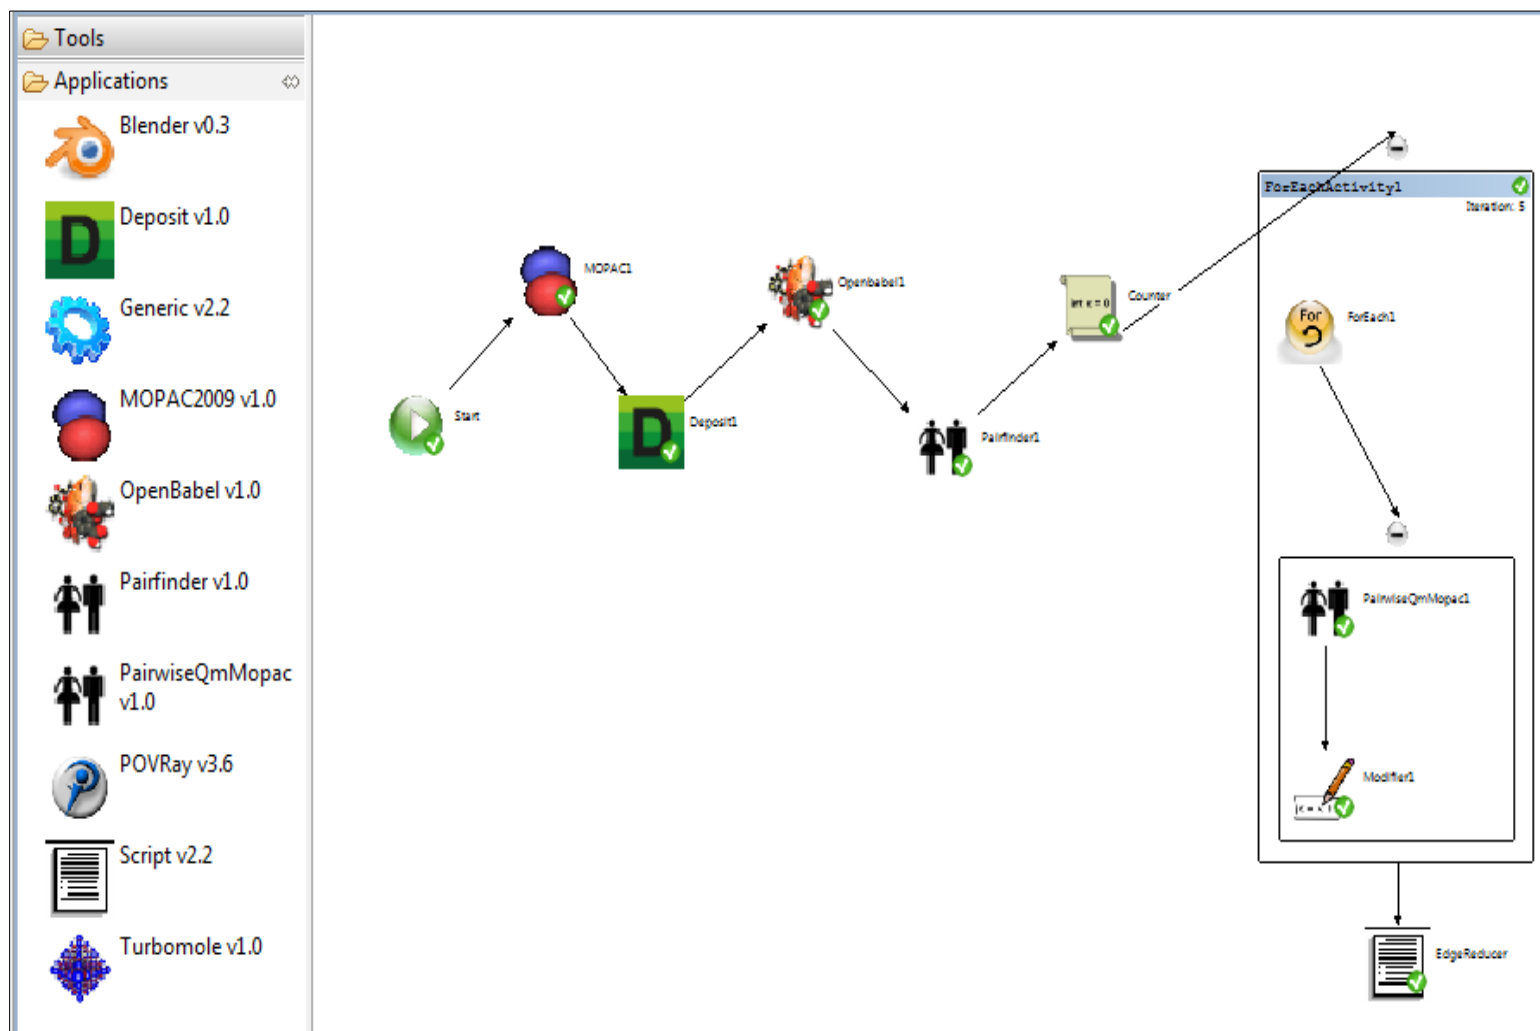 Tools
Applications
Blender v0.3
Deposit v1.0
Generic v2.2
MOPAC2009 v1.0
OpenBabel v1.0
Pairfinder v1.0
PairwiseQmMopac
v1.0
POVRay v3.6
Script v2.2
Turbomole v1.0
Start
MOPAC1
D
Deposit1
Openbabel1
Pairfinder1
Counter
ForEachActivity1
Iteration: 5
For
ForEach1
PairwiseQmMopac1
Modifier1
EdgeReducer